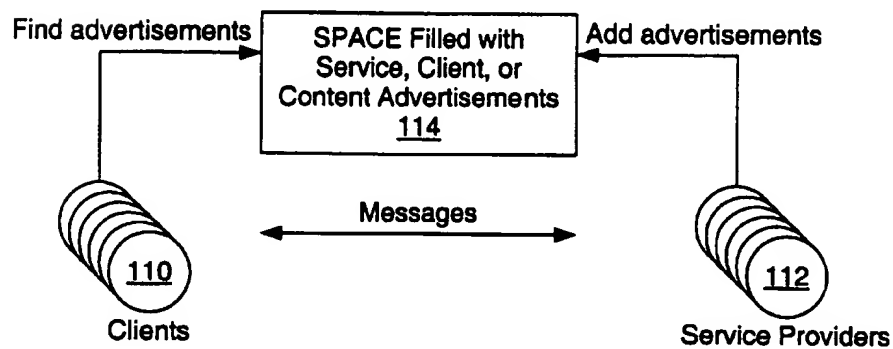 Find advertisements
SPACE Filled with
Service, Client, or
Content Advertisements
114
Add advertisements
Messages
110
Clients
112
Service Providers